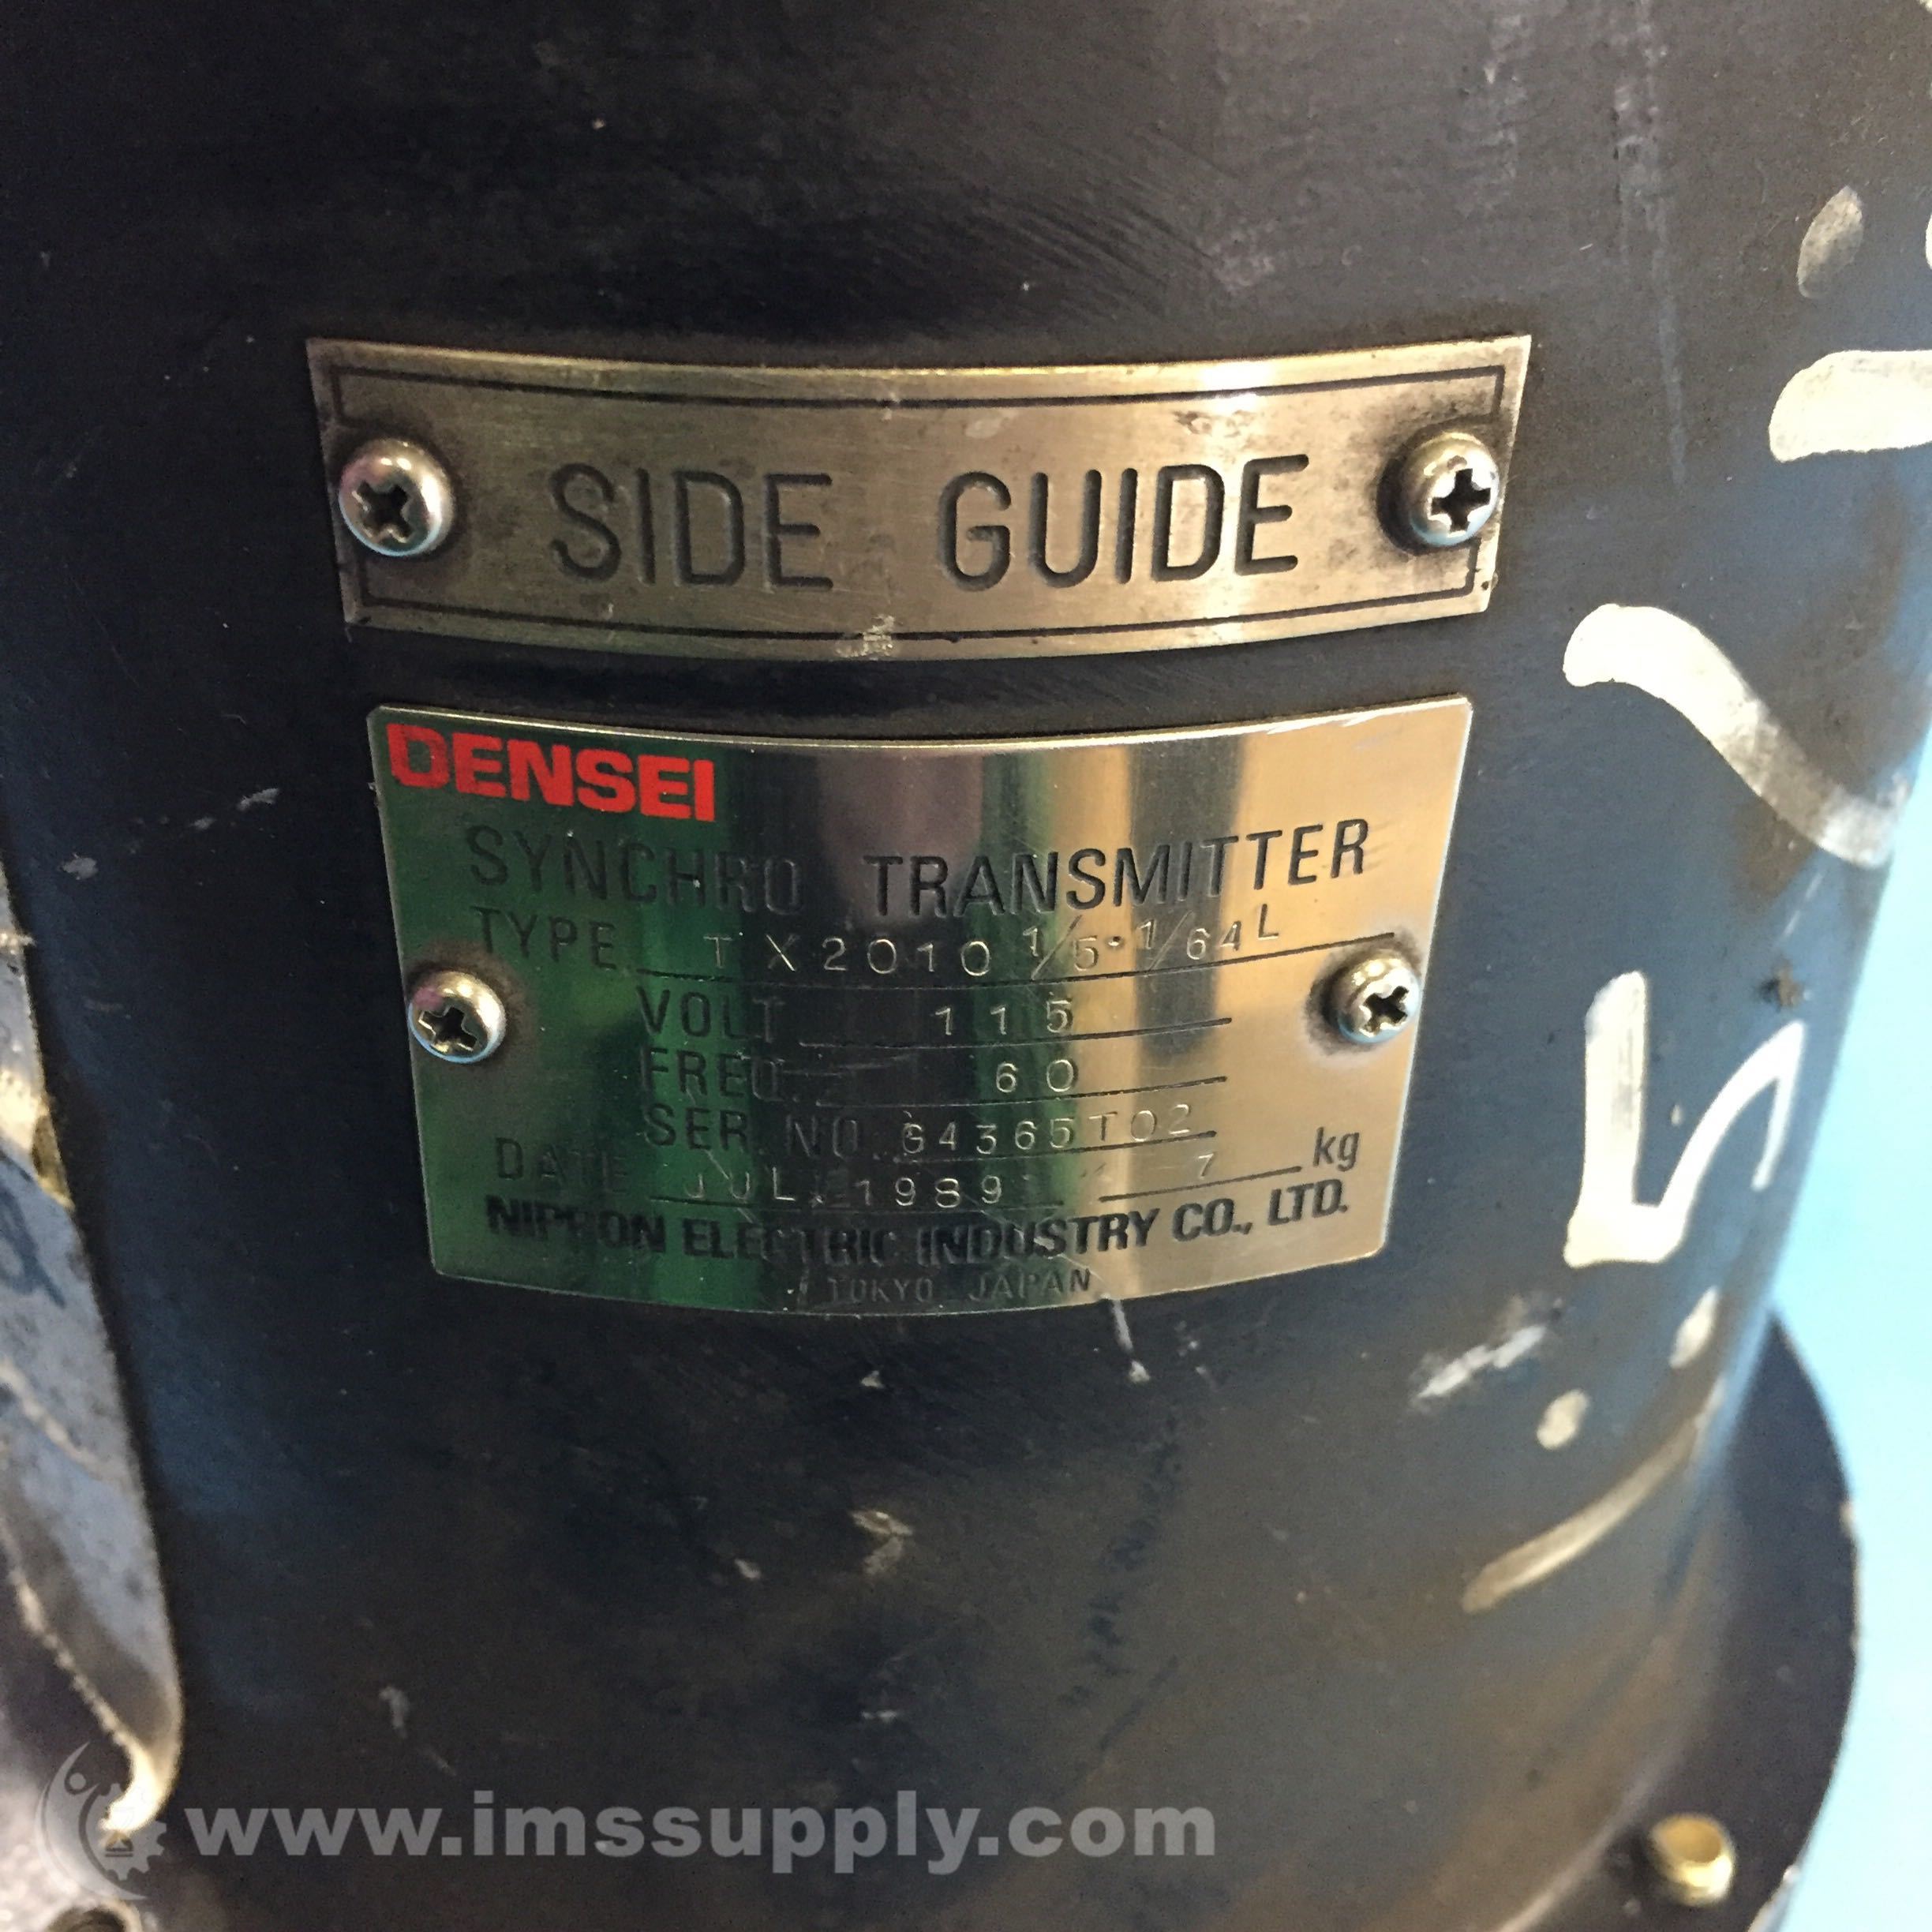 SIDE GUIDE
DENSEI
SYNCHRO TRANSMITTER
TYPE TX2010 1/5·1/64L
VOLT 115
FREQ. 60
SER. NO. G4365T02
DATE JUL. 1989 7 kg
NIPPON ELECTRIC INDUSTRY CO., LTD.
TOKYO JAPAN
www.imssupply.com